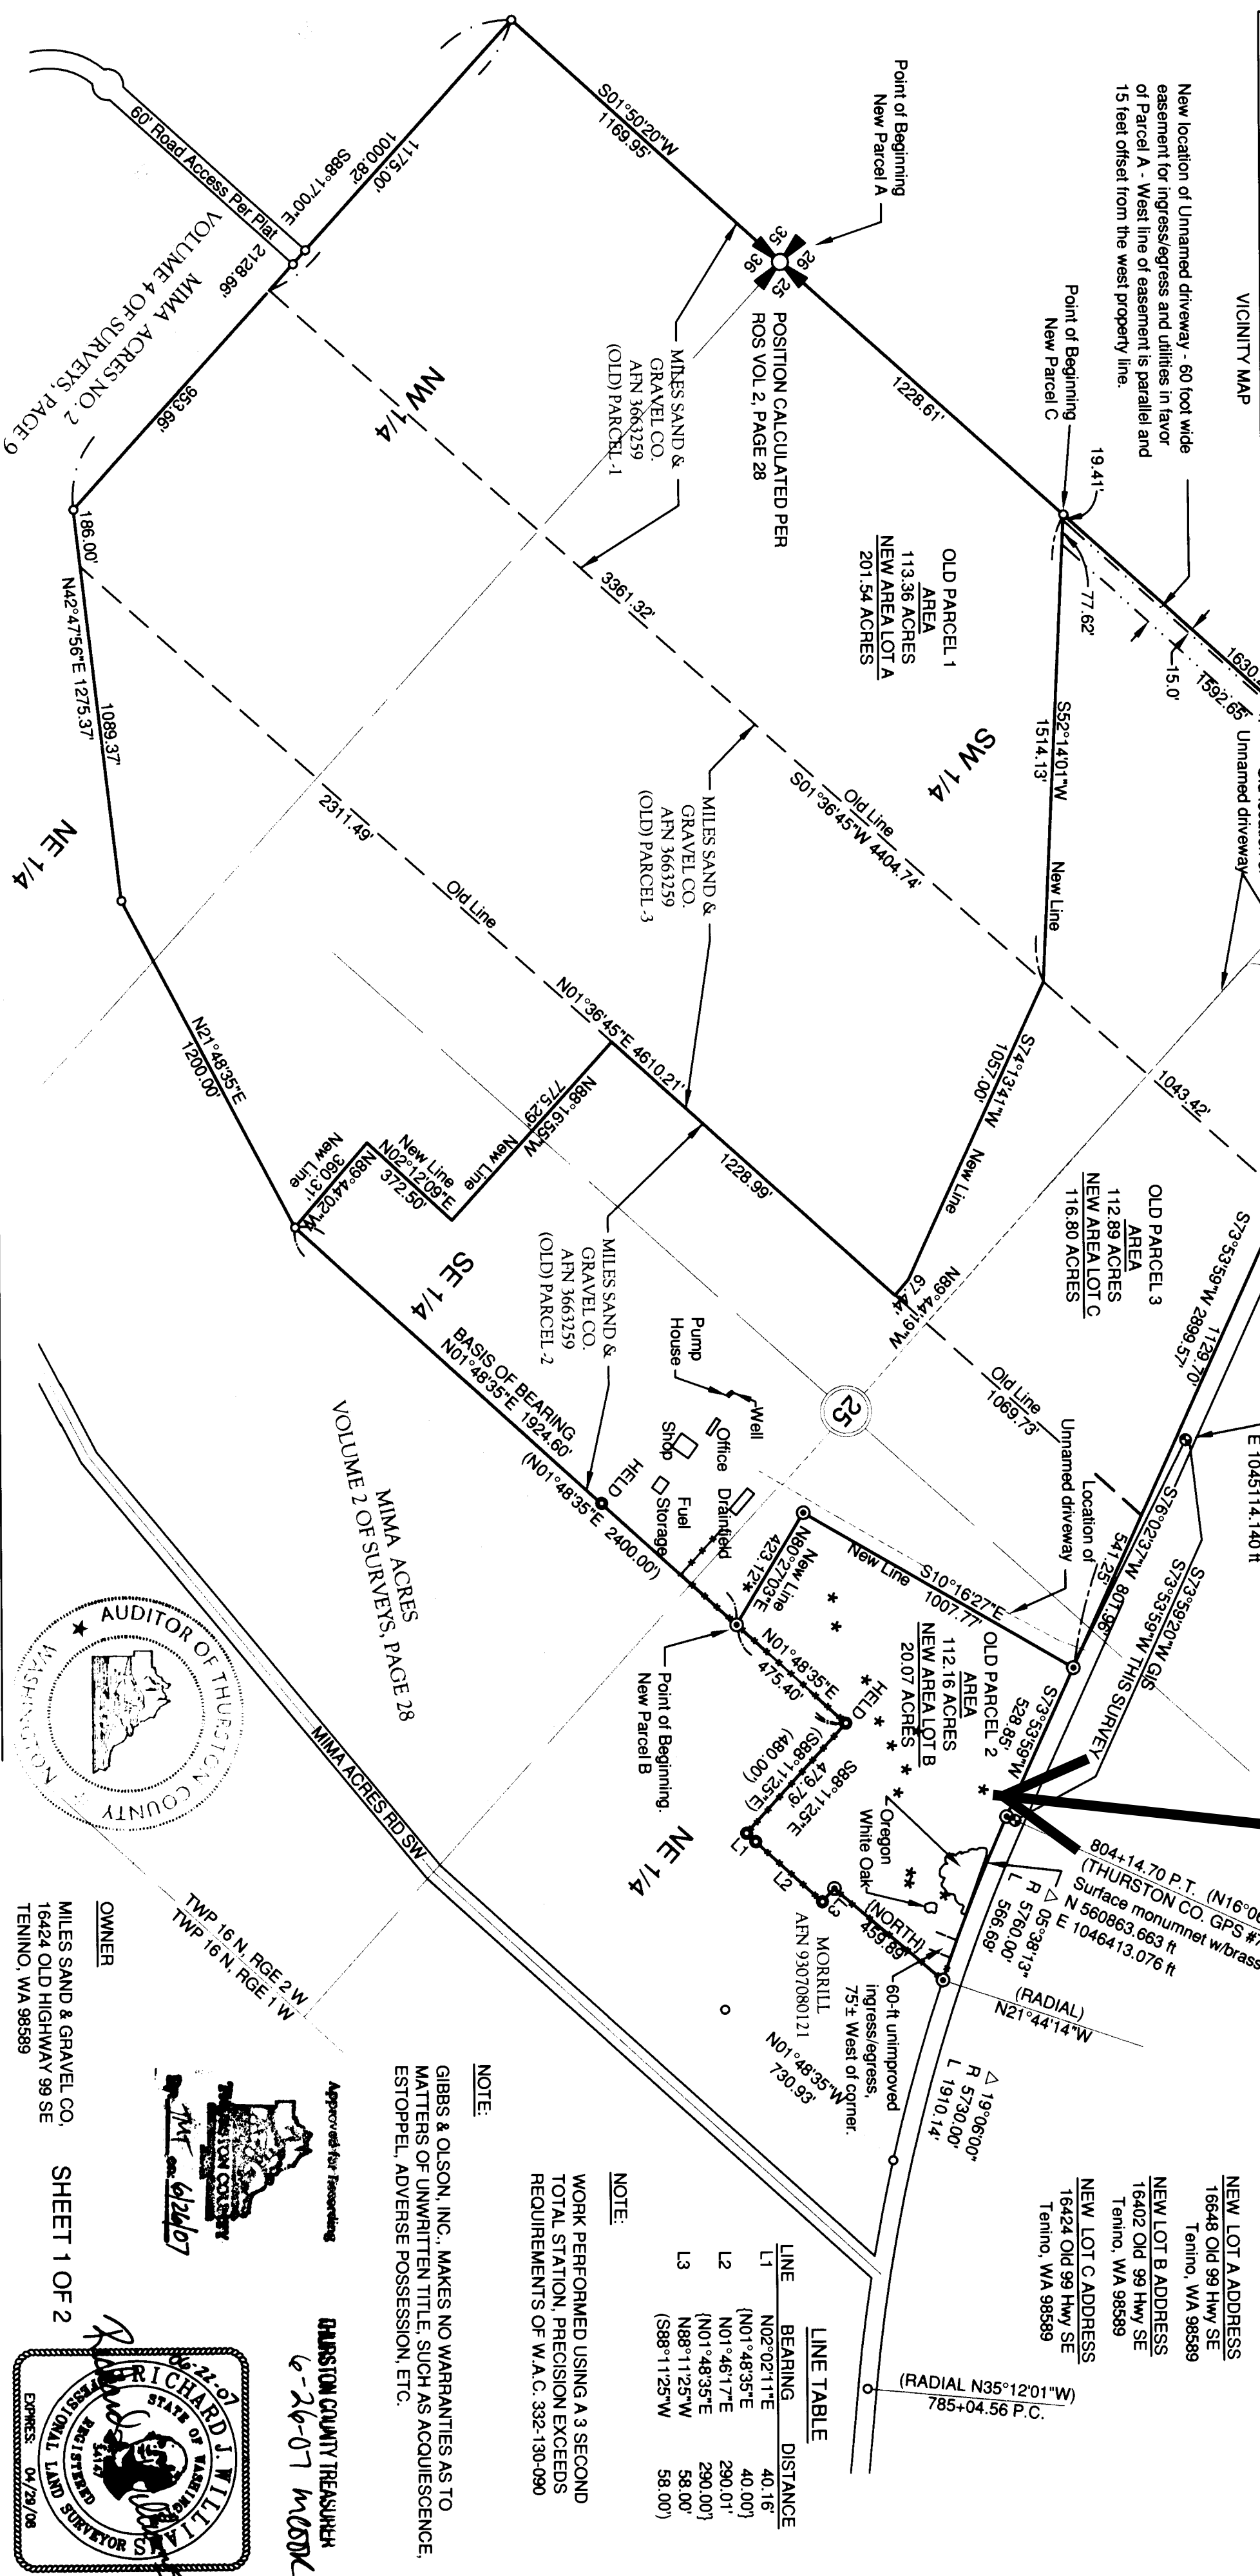 VICINITY MAP
New location of Unnamed driveway - 60 foot wide
easement for ingress/egress and utilities in favor
of Parcel A - West line of easement is parallel and
15 feet offset from the west property line.
Point of Beginning
New Parcel A
Point of Beginning
New Parcel C
S01°50'20"W
1169.95'
35
26
36
25
POSITION CALCULATED PER
ROS VOL 2, PAGE 28
1228.61'
19.41'
77.62'
15.0'
1592.65'
Unnamed driveway
1175.00'
1000.82'
S88°17'00"E
60' Road Access Per Plat
2128.66'
MIMA ACRES NO. 2
VOLUME 4 OF SURVEYS, PAGE 9
953.66'
NW 1/4
MILES SAND &
GRAVEL CO.
AFN 3663259
(OLD) PARCEL-1
OLD PARCEL 1
AREA
113.36 ACRES
NEW AREA LOT A
201.54 ACRES
3361.32'
SW 1/4
S52°14'01"W
1514.13'
New Line
Old Line
S01°36'45"W 4404.74'
186.00'
N42°47'56"E 1275.37'
1089.37'
2311.49'
Old Line
NE 1/4
MILES SAND &
GRAVEL CO.
AFN 3663259
(OLD) PARCEL-3
N01°36'45"E 4610.21'
S74°13'41"W
1057.00'
New Line
1043.42'
N21°48'35"E
1200.00'
N88°16'55"W
775.29'
New Line
New Line
N02°12'09"E
372.50'
N89°44'02"W
360.31'
New Line
1228.99'
N89°44'19"W
67.44'
OLD PARCEL 3
AREA
112.89 ACRES
NEW AREA LOT C
116.80 ACRES
S73°53'59"W 2899.57'
1129.70'
E 1045114.140 ft
SE 1/4
MILES SAND &
GRAVEL CO.
AFN 3663259
(OLD) PARCEL-2
BASIS OF BEARING
N01°48'35"E 1924.60'
(N01°48'35"E 2400.00')
HELD
Pump
House
Well
Office
Shop
Fuel
Storage
Drainfield
25
Old Line
1069.73'
Unnamed driveway
Location of
541.25'
S76°02'37"W 801.96'
S73°59'20"W GIS
S73°53'59"W THIS SURVEY
MIMA ACRES
VOLUME 2 OF SURVEYS, PAGE 28
N80°27'03"E
423.12'
New Line
New Line
S10°16'27"E
1007.77'
Point of Beginning.
New Parcel B
N01°48'35"E
475.40'
HELD
OLD PARCEL 2
AREA
112.16 ACRES
NEW AREA LOT B
20.07 ACRES
S73°53'59"W
528.85'
S88°11'25"E
479.79'
(S88°11'25"E)
(480.00')
Oregon
White Oak
L1
L2
L3
NE 1/4
(NORTH)
459.89'
MORRILL
AFN 9307080121
60-ft unimproved
ingress/egress,
75± West of corner.
N01°48'35"W
730.93'
804+14.70 P.T.
(THURSTON CO. GPS
Surface monumnet w/brass
N 560863.663 ft
E 1046413.076 ft
△ 05°38'13"
R 5760.00'
L 566.69'
(RADIAL)
N21°44'14"W
△ 19°06'00"
R 5730.00'
L 1910.14'
MIMA ACRES RD SW
AUDITOR OF THURSTON COUNTY
WASHINGTON
TWP 16 N, RGE 2 W
TWP 16 N, RGE 1 W
NEW LOT A ADDRESS
16648 Old 99 Hwy SE
Tenino, WA 98589
NEW LOT B ADDRESS
16402 Old 99 Hwy SE
Tenino, WA 98589
NEW LOT C ADDRESS
16424 Old 99 Hwy SE
Tenino, WA 98589
(RADIAL N35°12'01"W)
785+04.56 P.C.
LINE TABLE
LINE BEARING DISTANCE
L1 N02°02'11"E 40.16'
{N01°48'35"E 40.00'}
L2 N01°46'17"E 290.01'
{N01°48'35"E 290.00'}
L3 N88°11'25"W 58.00'
(S88°11'25"W 58.00')
NOTE:
WORK PERFORMED USING A 3 SECOND
TOTAL STATION, PRECISION EXCEEDS
REQUIREMENTS OF W.A.C. 332-130-090
NOTE:
GIBBS & OLSON, INC., MAKES NO WARRANTIES AS TO
MATTERS OF UNWRITTEN TITLE, SUCH AS ACQUIESCENCE,
ESTOPPEL, ADVERSE POSSESSION, ETC.
Approved for Recording
THURSTON COUNTY
By: TMT on: 6/26/07
THURSTON COUNTY TREASURER
6-26-07
OWNER
MILES SAND & GRAVEL CO,
16424 OLD HIGHWAY 99 SE
TENINO, WA 98589
SHEET 1 OF 2
06-22-07
RICHARD J. WILLIAMS
STATE OF WASHINGTON
REGISTERED
PROFESSIONAL LAND SURVEYOR
EXPIRES: 04/29/08